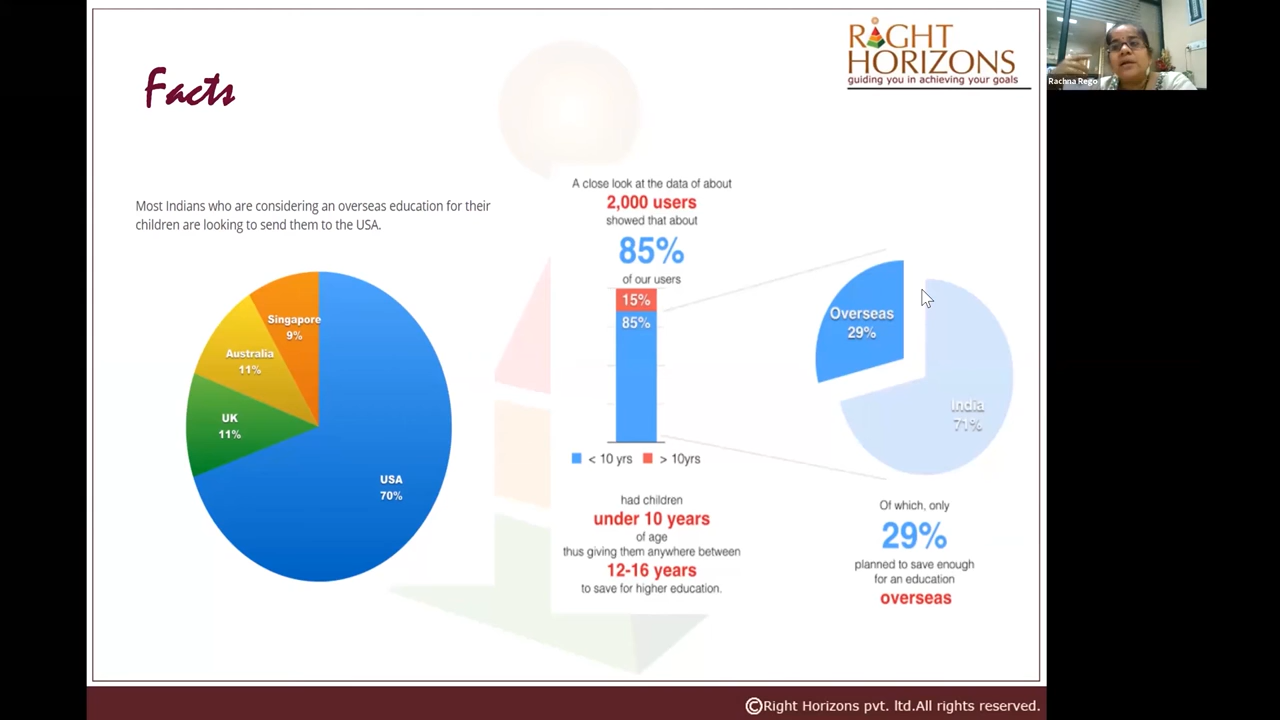 RIGHT
HORIZONS
guiding you in achieving your goals
Rachna Rego
Facts
Most Indians who are considering an overseas education for their
children are looking to send them to the USA.
Singapore
9%
Australia
11%
UK
11%
USA
70%
A close look at the data of about
2,000 users
showed that about
85%
of our users
15%
85%
< 10 yrs > 10yrs
had children
under 10 years
of age
thus giving them anywhere between
12-16 years
to save for higher education.
Overseas
29%
India
71%
Of which, only
29%
planned to save enough
for an education
overseas
©Right Horizons pvt. ltd.All rights reserved.